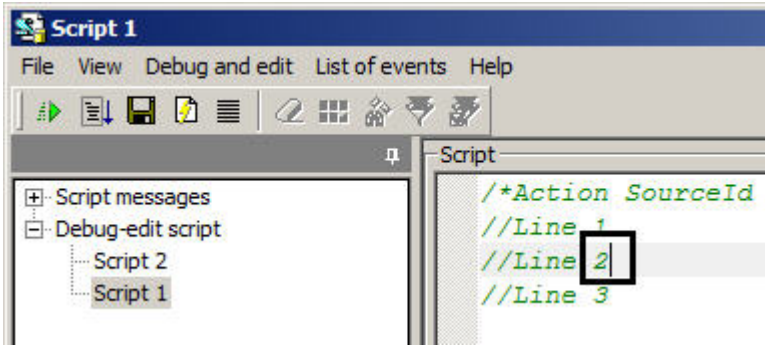 Script 1
File View Debug and edit List of events Help
Script
Script messages
Debug-edit script
Script 2
Script 1
/*Action SourceId
//Line 1
//Line 2
//Line 3